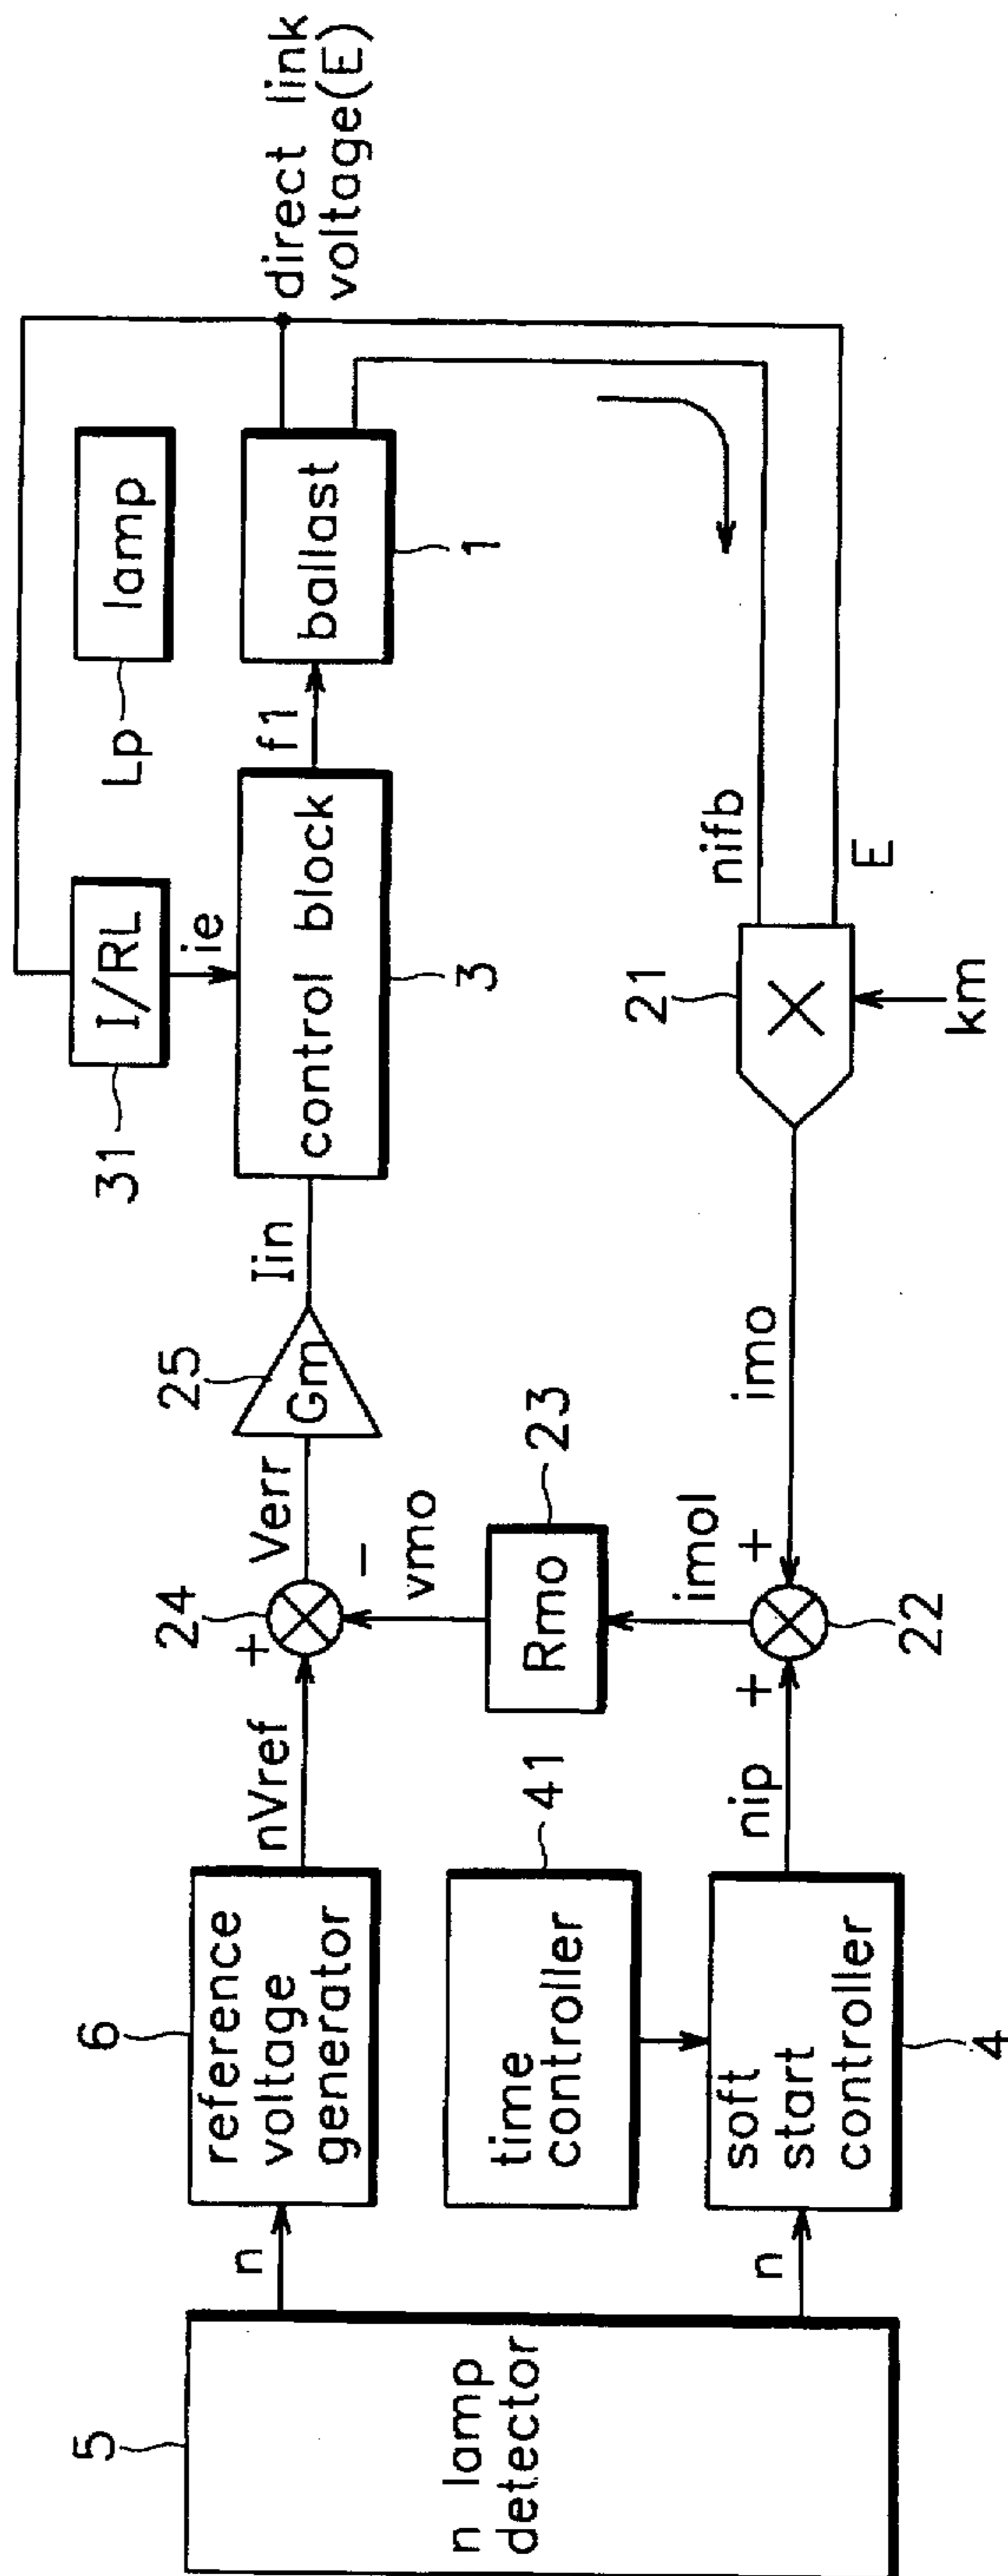 5
n lamp
detector
n
n
6
reference
voltage
generator
nVref
+
24
Verr
-
vmo
25
Gm
Iin
31
I/RL
ie
control block
3
f1
Lp
lamp
ballast
1
direct link
voltage(E)
time
controller
41
soft
start
controller
4
nip
+
22
+
imol
Rmo
23
imo
21
X
km
nifb
E